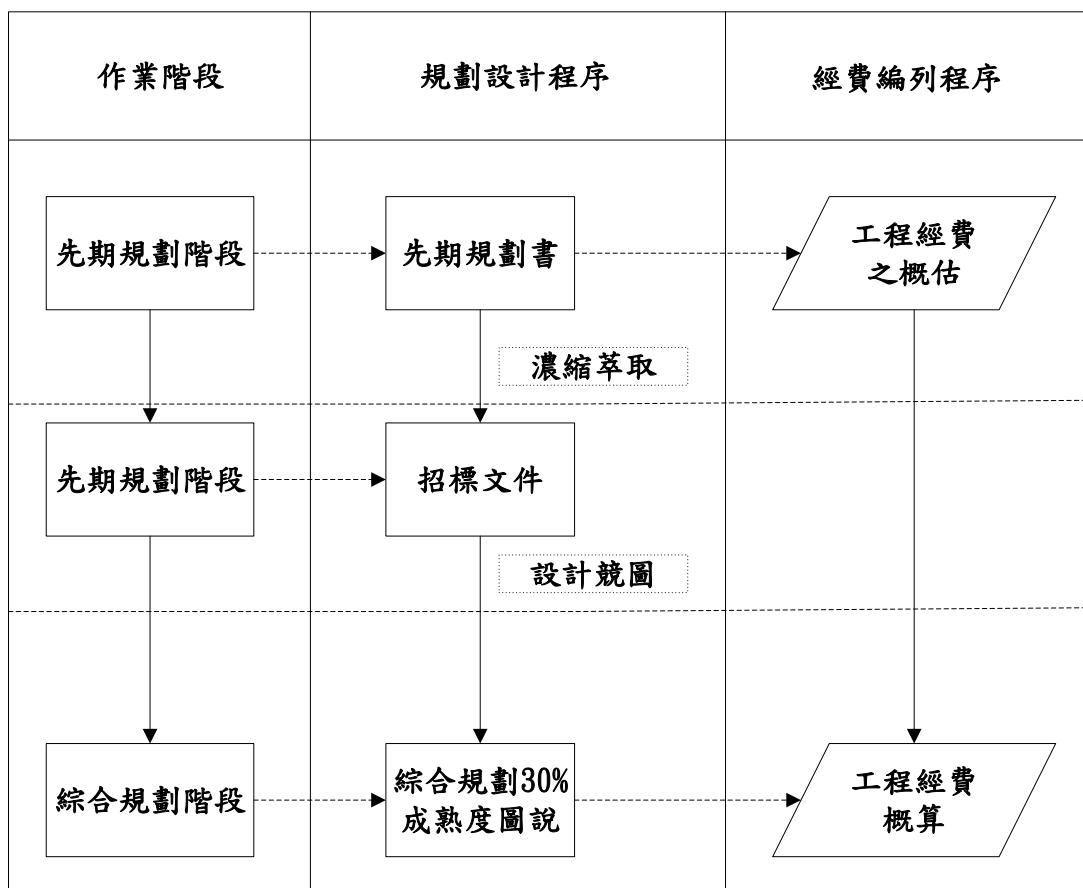 作業階段
規劃設計程序
經費編列程序
先期規劃階段
先期規劃書
工程經費
之概估
濃縮萃取
先期規劃階段
招標文件
設計競圖
綜合規劃階段
綜合規劃30%
成熟度圖說
工程經費
概算